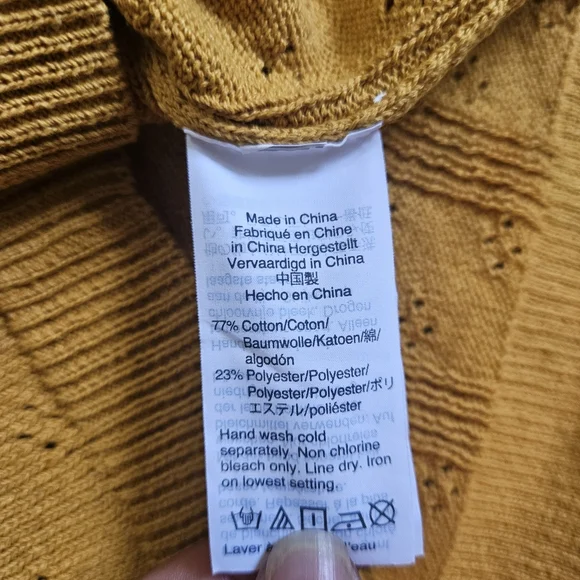 Made in China
Fabriqué en Chine
in China Hergestellt
Vervaardigd in China
中国製
Hecho en China
77% Cotton/Coton/
Baumwolle/Katoen/綿/
algodón
23% Polyester/Polyester/
Polyester/Polyester/ポリ
エステル/poliéster
Hand wash cold
separately. Non chlorine
bleach only. Line dry. Iron
on lowest setting.
Laver à l'eau